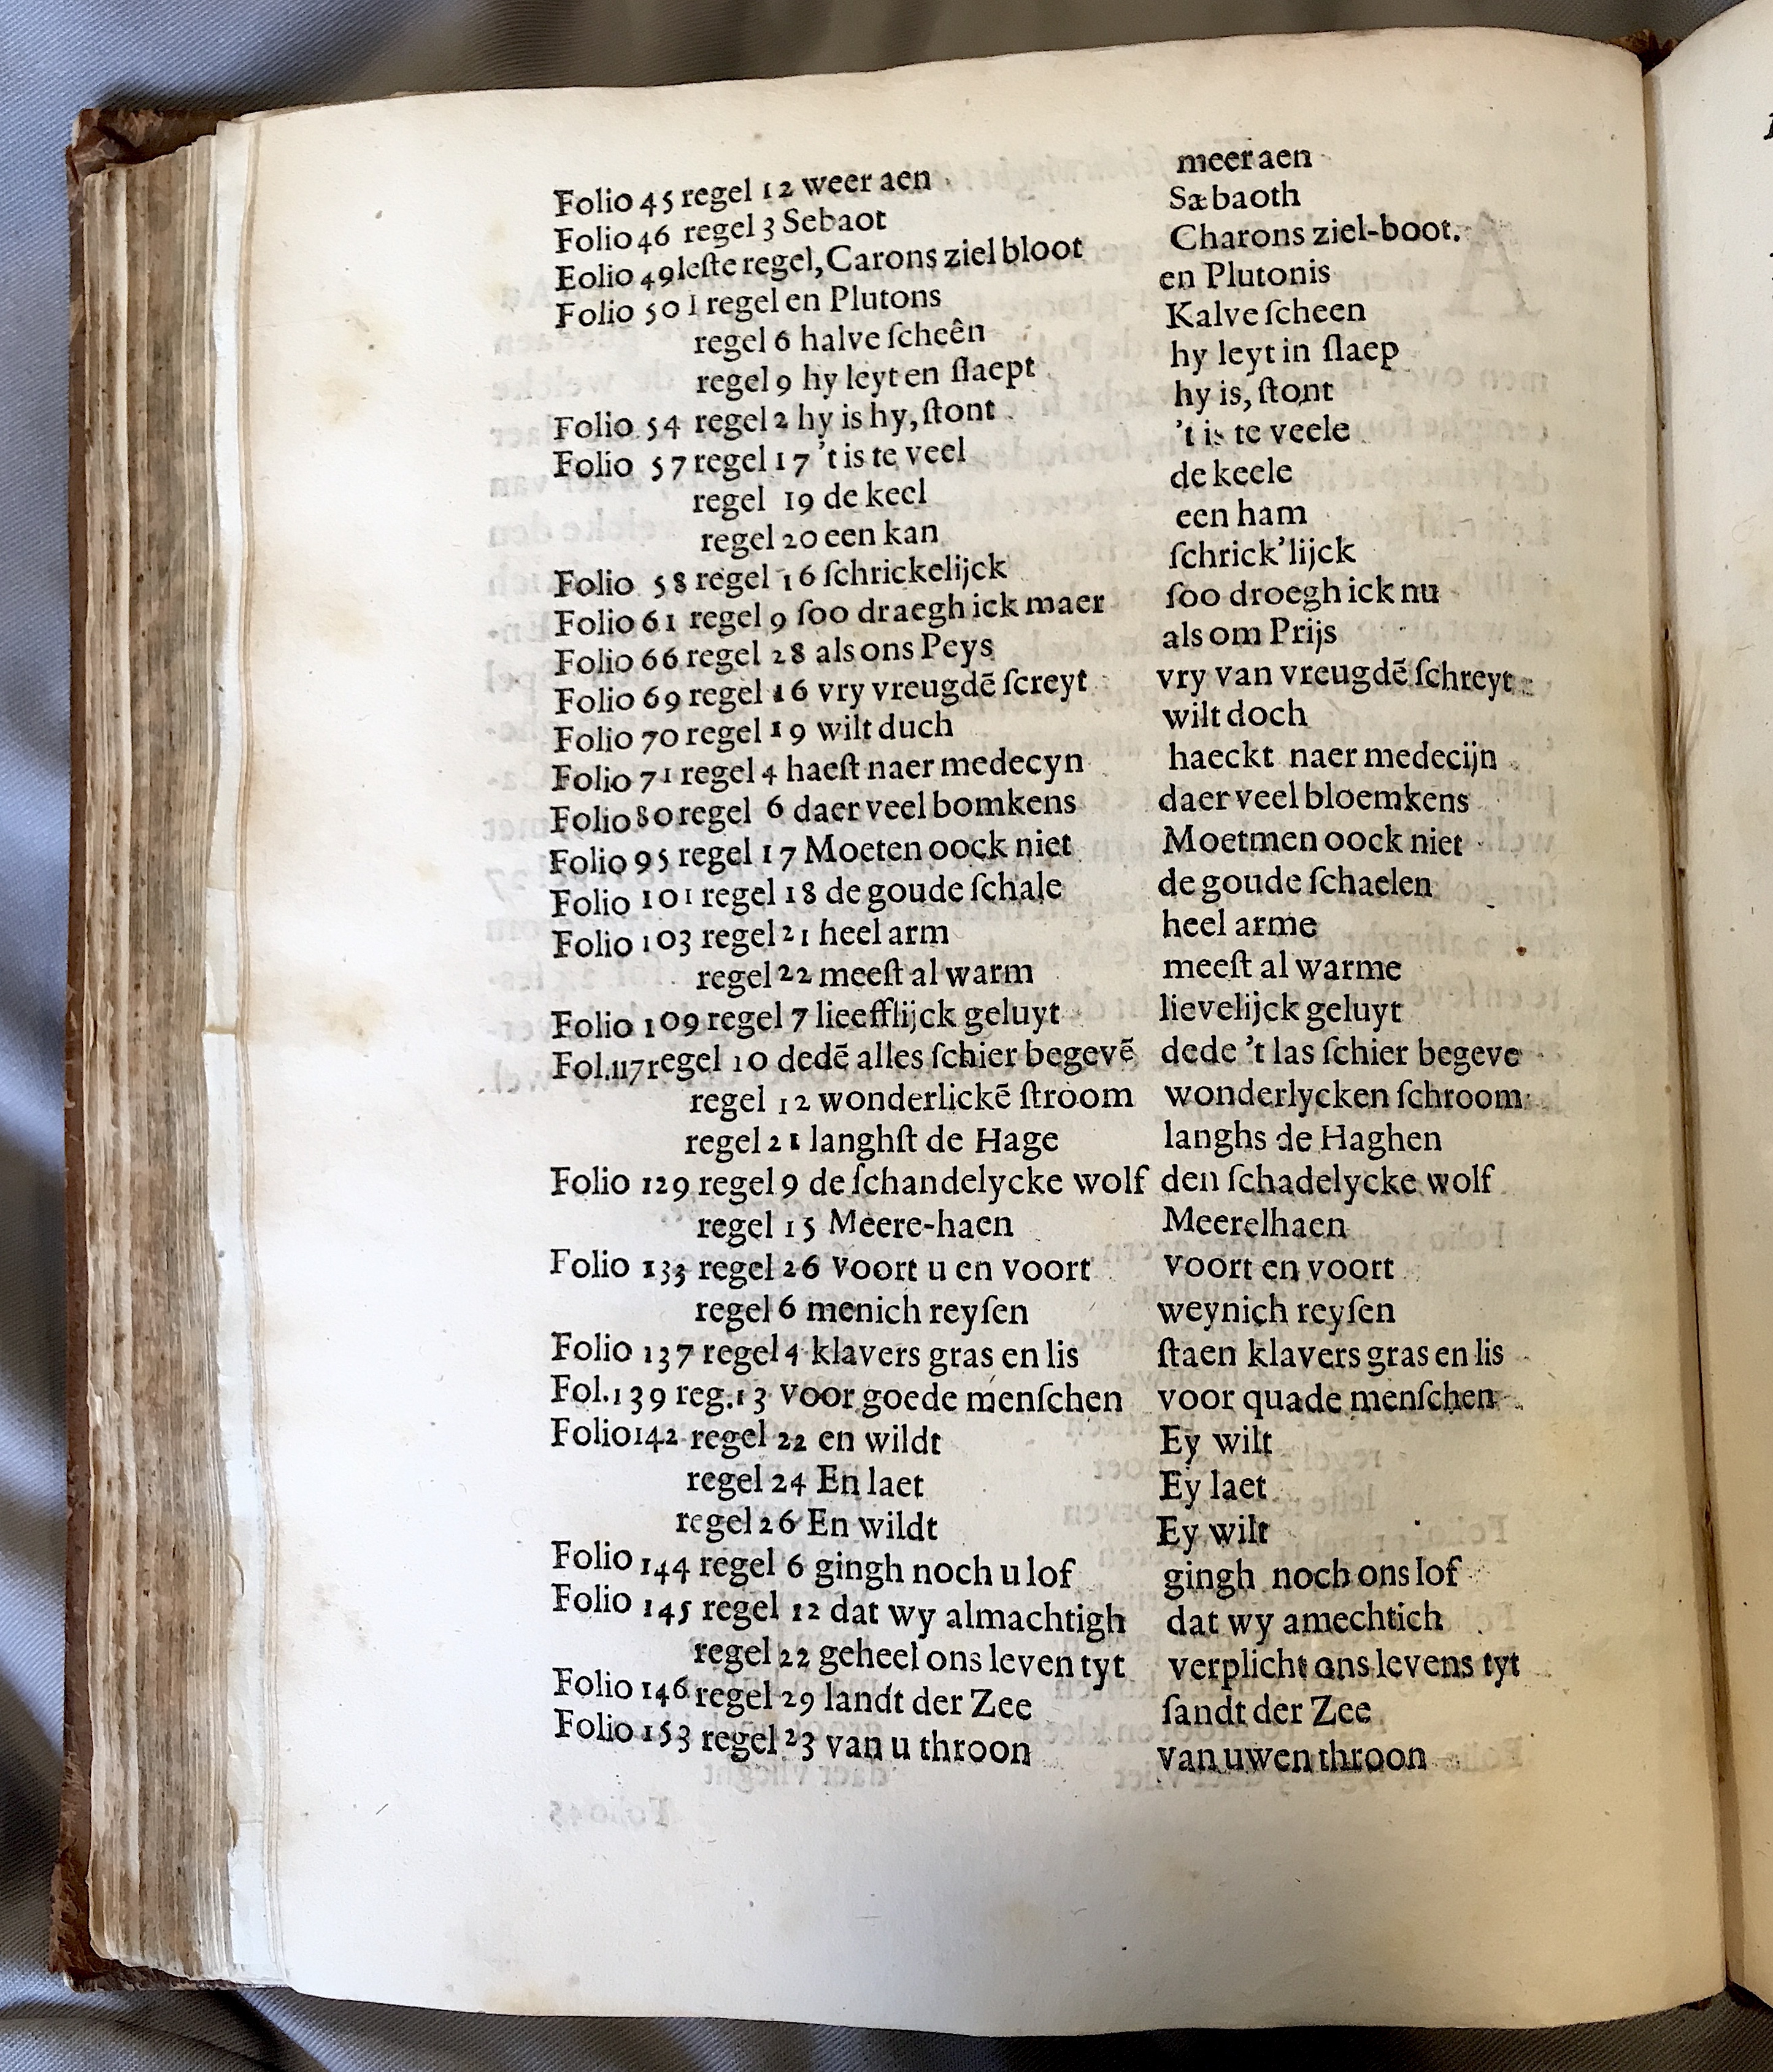 Folio 45 regel 12 weer aen meer aen
Folio 46 regel 3 Sebaot Sæbaoth
Folio 49 leſte regel, Carons ziel bloot Charons ziel-boot.
Folio 50 1 regel en Plutons en Plutonis
regel 6 halve ſcheên Kalve ſcheen
regel 9 hy leyt en ſlaept hy leyt in ſlaep
Folio 54 regel 2 hy is hy, ſtont hy is, ſtont
Folio 57 regel 17 't is te veel 't is te veele
regel 19 de keel de keele
regel 20 een kan een ham
Folio 58 regel 16 ſchrickelijck ſchrick'lijck
Folio 61 regel 9 ſoo draegh ick maer ſoo droegh ick nu
Folio 66 regel 28 als ons Peys als om Prijs
Folio 69 regel 16 vry vreugdē ſcreyt vry van vreugdē ſchreyt
Folio 70 regel 19 wilt duch wilt doch
Folio 71 regel 4 haeſt naer medecyn haeckt naer medecijn
Folio 80 regel 6 daer veel bomkens daer veel bloemkens
Folio 95 regel 17 Moeten oock niet Moetmen oock niet
Folio 101 regel 18 de goude ſchale de goude ſchaelen
Folio 103 regel 21 heel arm heel arme
regel 22 meeſt al warm meeſt al warme
Folio 109 regel 7 lieefflijck geluyt lievelijck geluyt
Fol. 117 regel 10 dedē alles ſchier begevē dede 't las ſchier begeve
regel 12 wonderlickē ſtroom wonderlycken ſchroom
regel 21 langhſt de Hage langhs de Haghen
Folio 129 regel 9 de ſchandelycke wolf den ſchadelycke wolf
regel 15 Meere-haen Meerelhaen
Folio 133 regel 26 voort u en voort voort en voort
regel 6 menich reyſen weynich reyſen
Folio 137 regel 4 klavers gras en lis ſtaen klavers gras en lis
Fol. 139 reg. 13 voor goede menſchen voor quade menſchen
Folio 142 regel 22 en wildt Ey wilt
regel 24 En laet Ey laet
regel 26 En wildt Ey wilt
Folio 144 regel 6 gingh noch u lof gingh noch ons lof
Folio 145 regel 12 dat wy almachtigh dat wy amechtich
regel 22 geheel ons leven tyt verplicht ons levens tyt
Folio 146 regel 29 landt der Zee ſandt der Zee
Folio 153 regel 23 van u throon van uwen throon